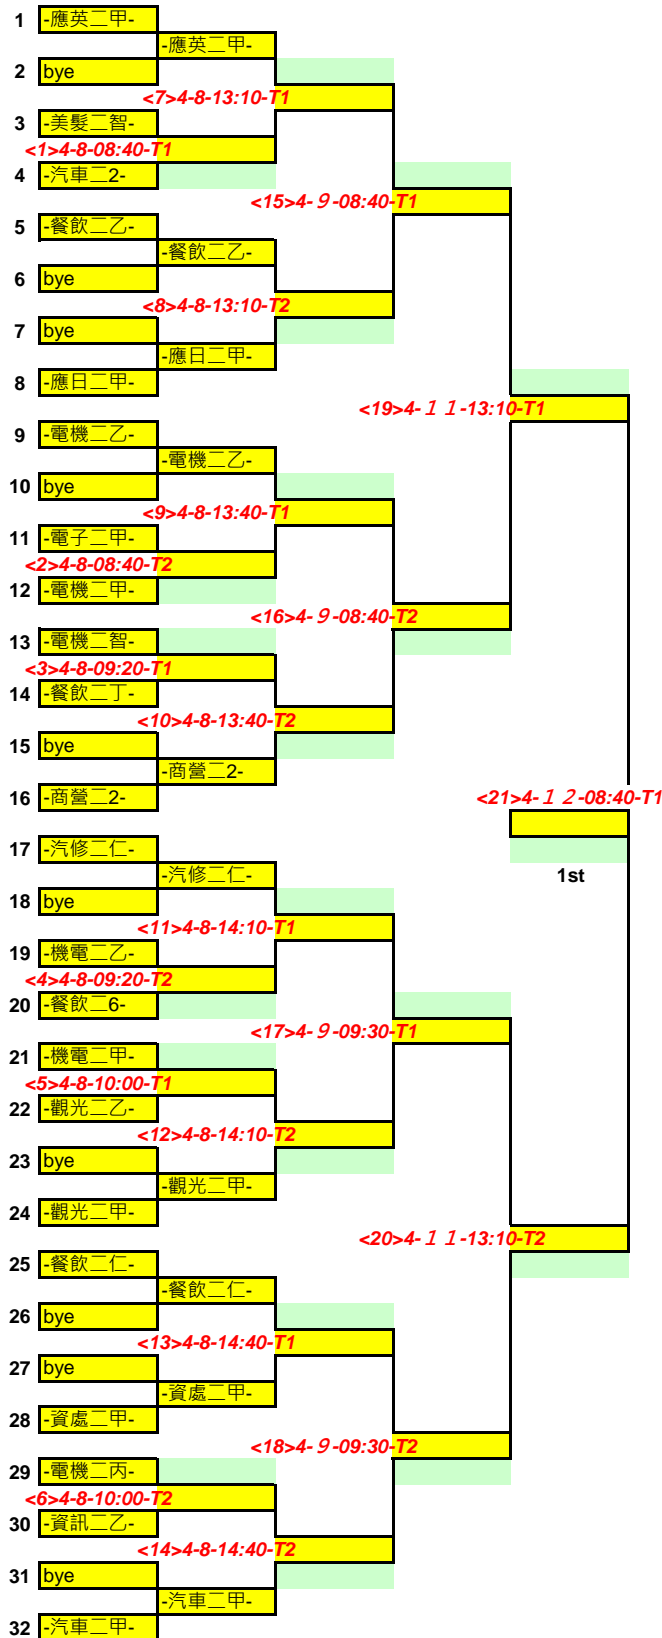 1 -應英二甲-
-應英二甲-
2 bye
<7>4-8-13:10-T1
3 -美髮二智-
<1>4-8-08:40-T1
4 -汽車二2-
<15>4-９-08:40-T1
5 -餐飲二乙-
-餐飲二乙-
6 bye
<8>4-8-13:10-T2
7 bye
-應日二甲-
8 -應日二甲-
<19>4-１１-13:10-T1
9 -電機二乙-
-電機二乙-
10 bye
<9>4-8-13:40-T1
11 -電子二甲-
<2>4-8-08:40-T2
12 -電機二甲-
<16>4-９-08:40-T2
13 -電機二智-
<3>4-8-09:20-T1
14 -餐飲二丁-
<10>4-8-13:40-T2
15 bye
-商營二2-
16 -商營二2-
<21>4-１２-08:40-T1
17 -汽修二仁-
-汽修二仁-
1st
18 bye
<11>4-8-14:10-T1
19 -機電二乙-
<4>4-8-09:20-T2
20 -餐飲二6-
<17>4-９-09:30-T1
21 -機電二甲-
<5>4-8-10:00-T1
22 -觀光二乙-
<12>4-8-14:10-T2
23 bye
-觀光二甲-
24 -觀光二甲-
<20>4-１１-13:10-T2
25 -餐飲二仁-
-餐飲二仁-
26 bye
<13>4-8-14:40-T1
27 bye
-資處二甲-
28 -資處二甲-
<18>4-９-09:30-T2
29 -電機二丙-
<6>4-8-10:00-T2
30 -資訊二乙-
<14>4-8-14:40-T2
31 bye
-汽車二甲-
32 -汽車二甲-